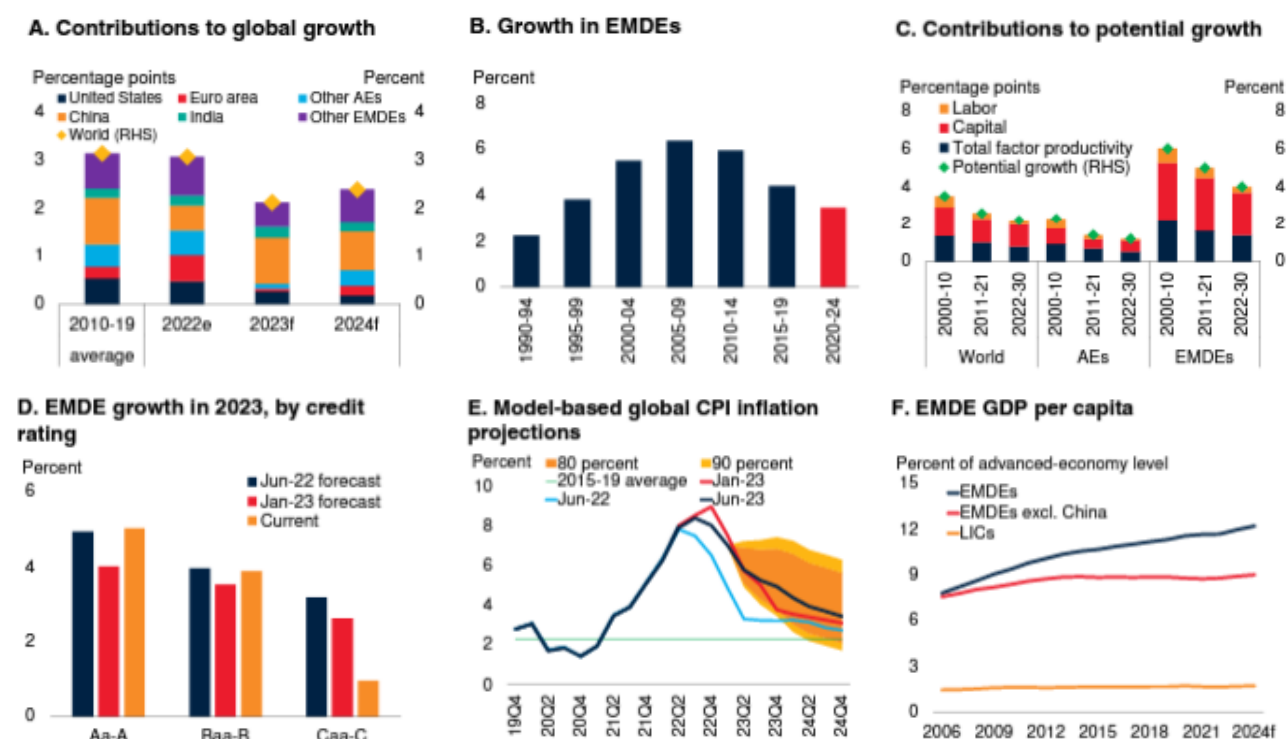 A. Contributions to global growth
Percentage points Percent
United States Euro area Other AEs
China India Other EMDEs
World (RHS)
4 4
3 3
2 2
1 1
0 0
2010-19 2022e 2023f 2024f
average
B. Growth in EMDEs
Percent
8
6
4
2
0
1990-94 1995-99 2000-04 2005-09 2010-14 2015-19 2020-24
C. Contributions to potential growth
Percentage points Percent
Labor
Capital
Total factor productivity
Potential growth (RHS)
8 8
6 6
4 4
2 2
0 0
2000-10 2011-21 2022-30 2000-10 2011-21 2022-30 2000-10 2011-21 2022-30
World AEs EMDEs
D. EMDE growth in 2023, by credit
rating
Percent
Jun-22 forecast
Jan-23 forecast
Current
6
4
2
0
Aa-A Baa-B Caa-C
E. Model-based global CPI inflation
projections
Percent 80 percent 90 percent
2015-19 average Jan-23
Jun-22 Jun-23
10
8
6
4
2
0
19Q4 20Q2 20Q4 21Q2 21Q4 22Q2 22Q4 23Q2 23Q4 24Q2 24Q4
F. EMDE GDP per capita
Percent of advanced-economy level
EMDEs
EMDEs excl. China
LICs
15
12
9
6
3
0
2006 2009 2012 2015 2018 2021 2024f